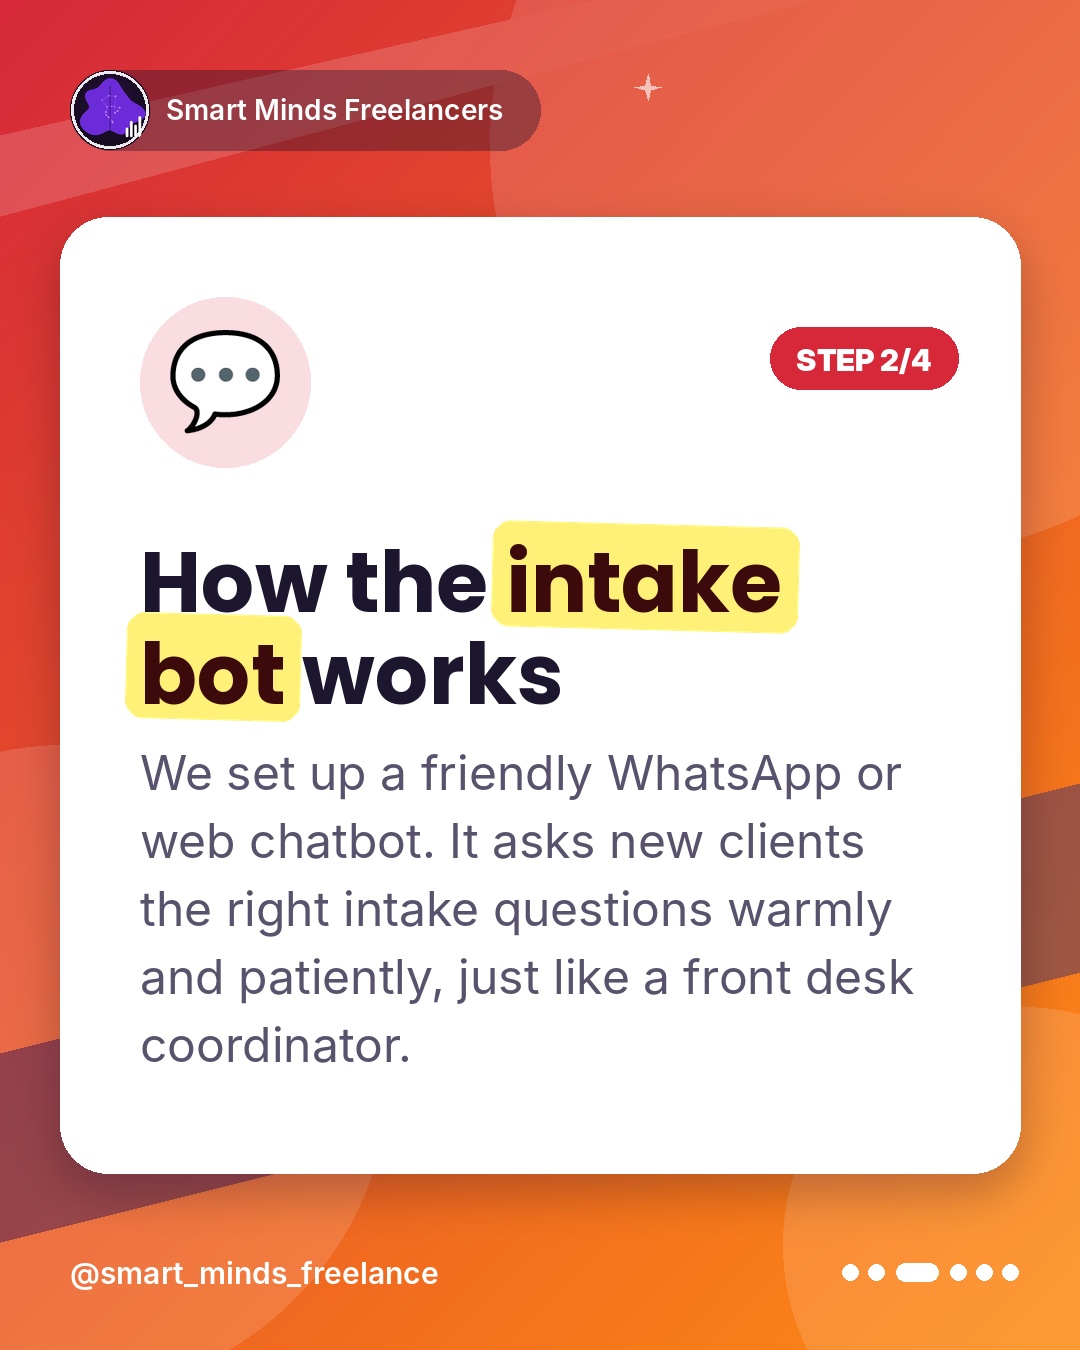 Smart Minds Freelancers
STEP 2/4
How the intake
bot works
We set up a friendly WhatsApp or
web chatbot. It asks new clients
the right intake questions warmly
and patiently, just like a front desk
coordinator.
@smart_minds_freelance